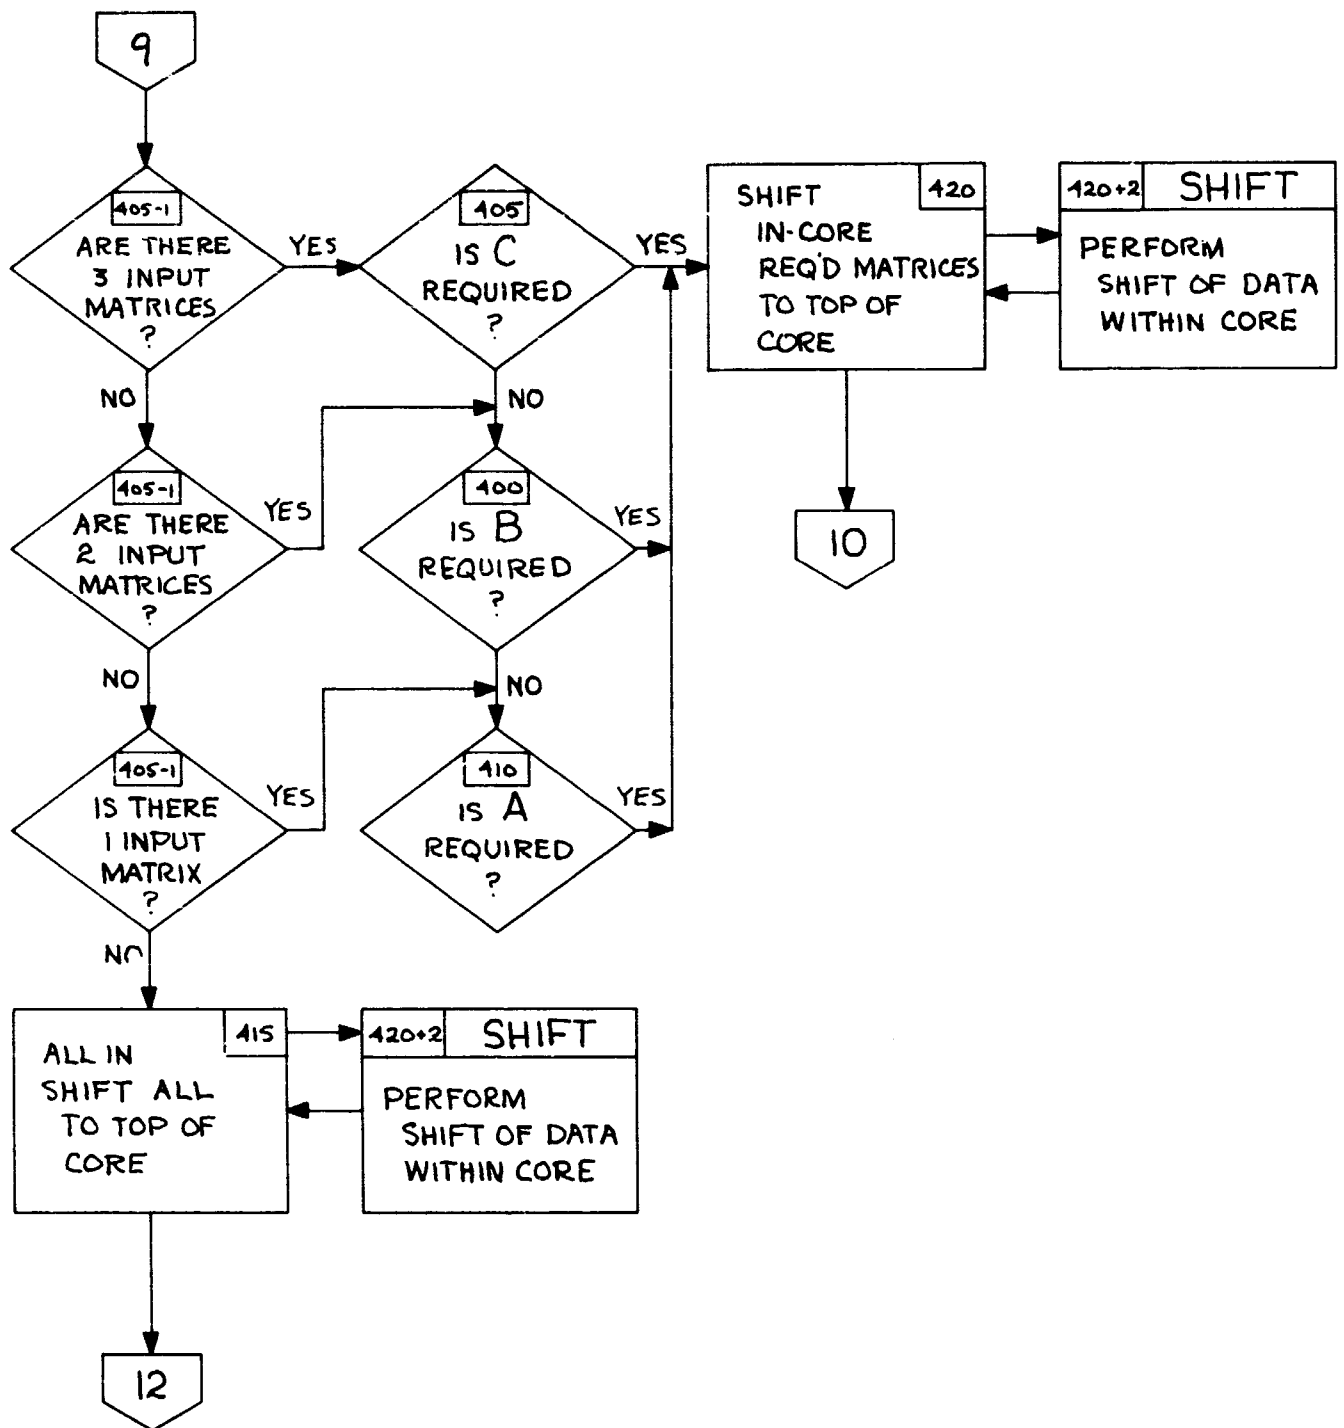 9
405-1
ARE THERE
3 INPUT
MATRICES
?
YES
NO
405
IS C
REQUIRED
?
YES
NO
420
SHIFT
IN-CORE
REQ'D MATRICES
TO TOP OF
CORE
420+2 SHIFT
PERFORM
SHIFT OF DATA
WITHIN CORE
10
405-1
ARE THERE
2 INPUT
MATRICES
?
YES
NO
400
IS B
REQUIRED
?
YES
NO
405-1
IS THERE
1 INPUT
MATRIX
?
YES
NO
410
IS A
REQUIRED
?
YES
415
ALL IN
SHIFT ALL
TO TOP OF
CORE
420+2 SHIFT
PERFORM
SHIFT OF DATA
WITHIN CORE
12